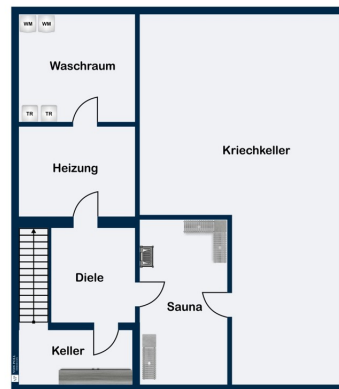 WM WM
Waschraum
TR TR
Kriechkeller
Heizung
Diele
Sauna
Keller